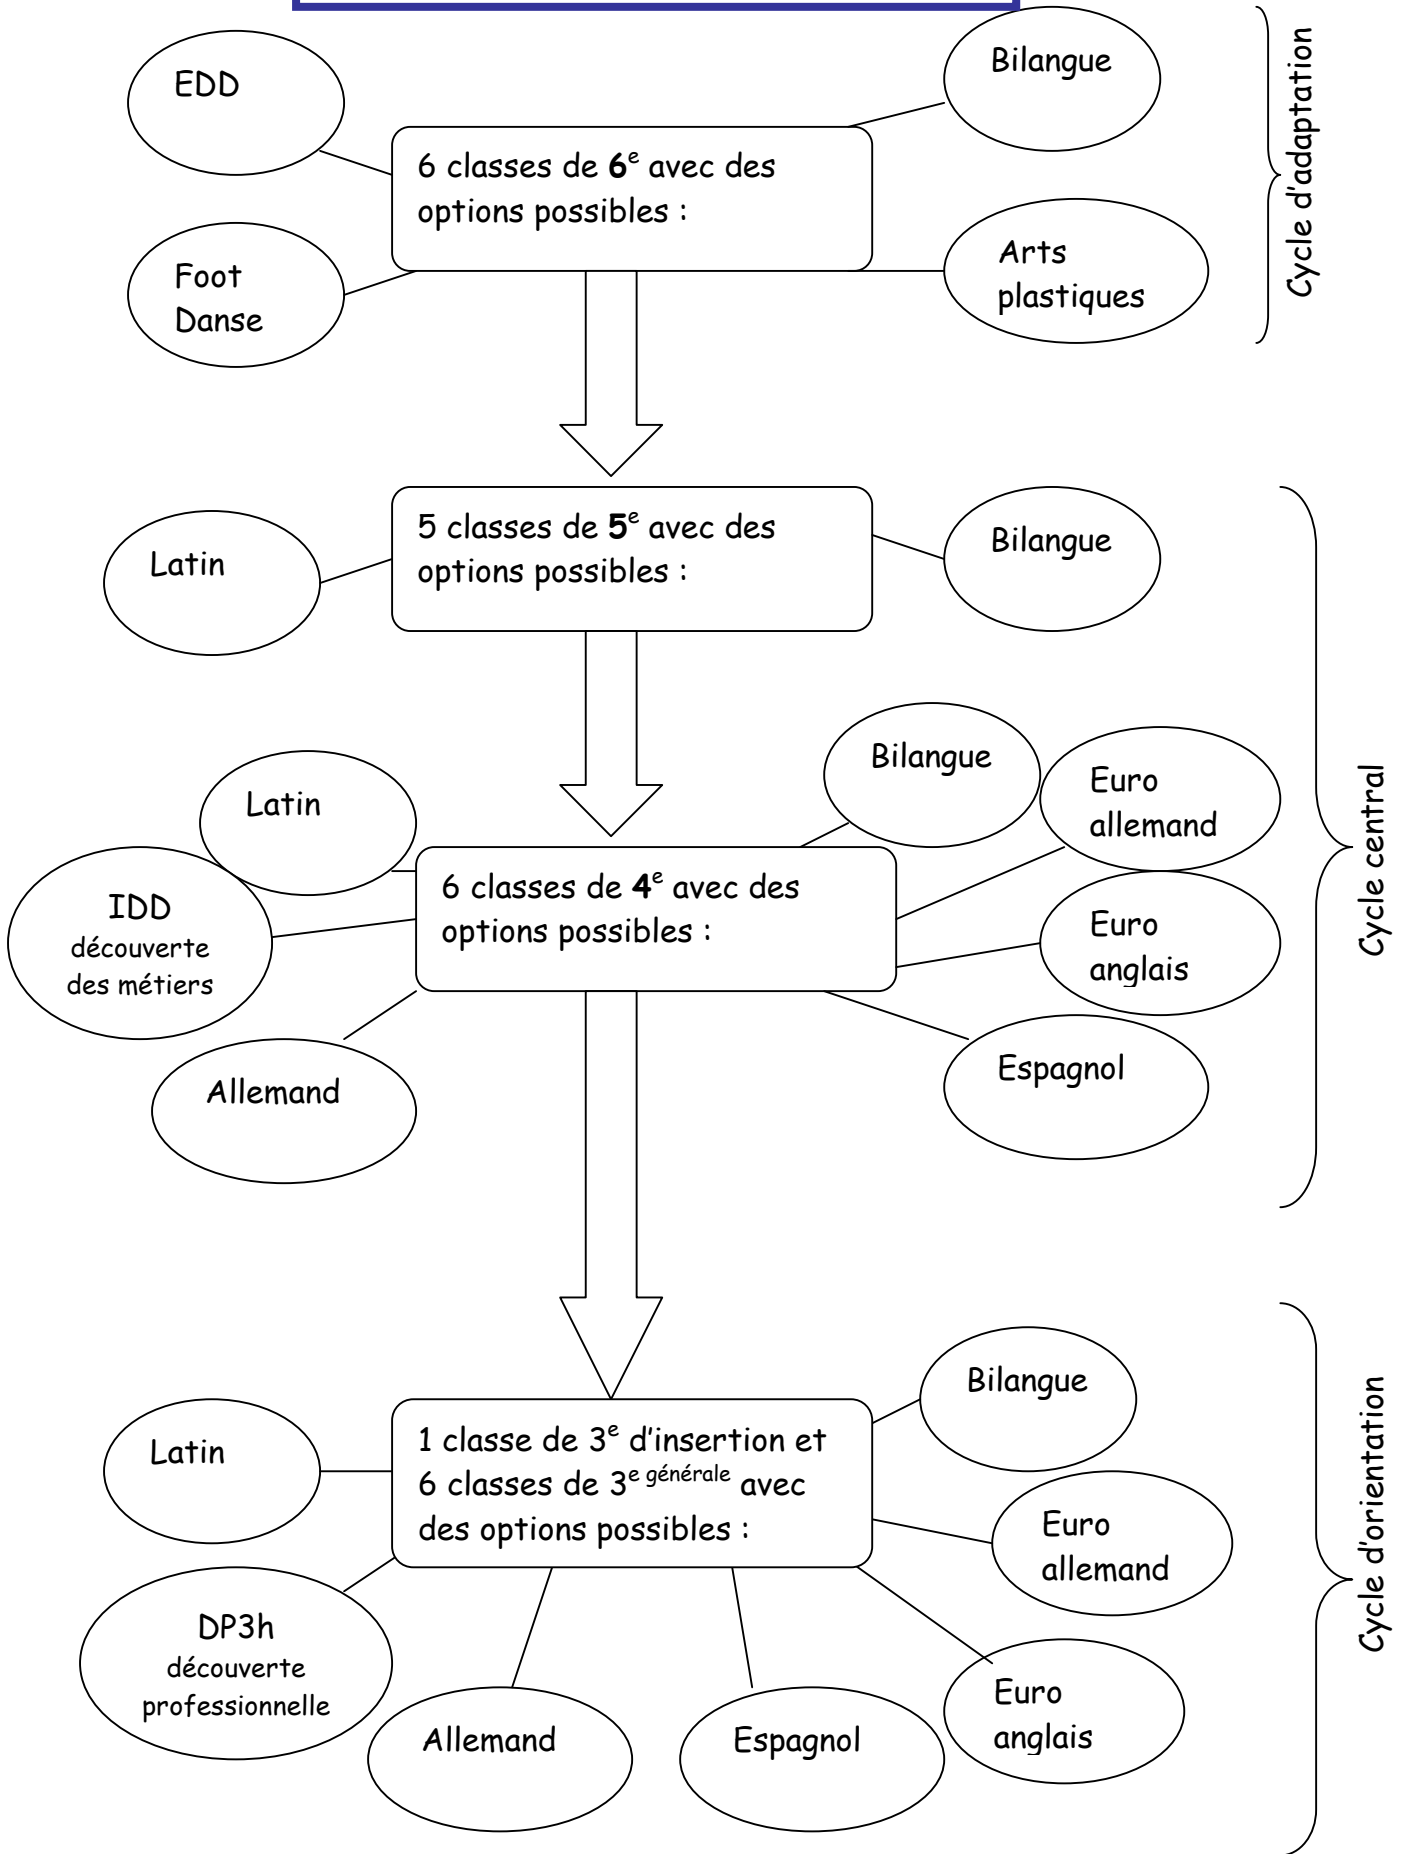 EDD
Bilangue
6 classes de 6e avec des
options possibles :
Foot
Danse
Arts
plastiques
Cycle d'adaptation
5 classes de 5e avec des
options possibles :
Latin
Bilangue
Bilangue
Euro
allemand
Latin
6 classes de 4e avec des
options possibles :
IDD
découverte
des métiers
Euro
anglais
Allemand
Espagnol
Cycle central
Bilangue
Latin
1 classe de 3e d'insertion et
6 classes de 3e générale avec
des options possibles :
Euro
allemand
DP3h
découverte
professionnelle
Allemand
Espagnol
Euro
anglais
Cycle d'orientation